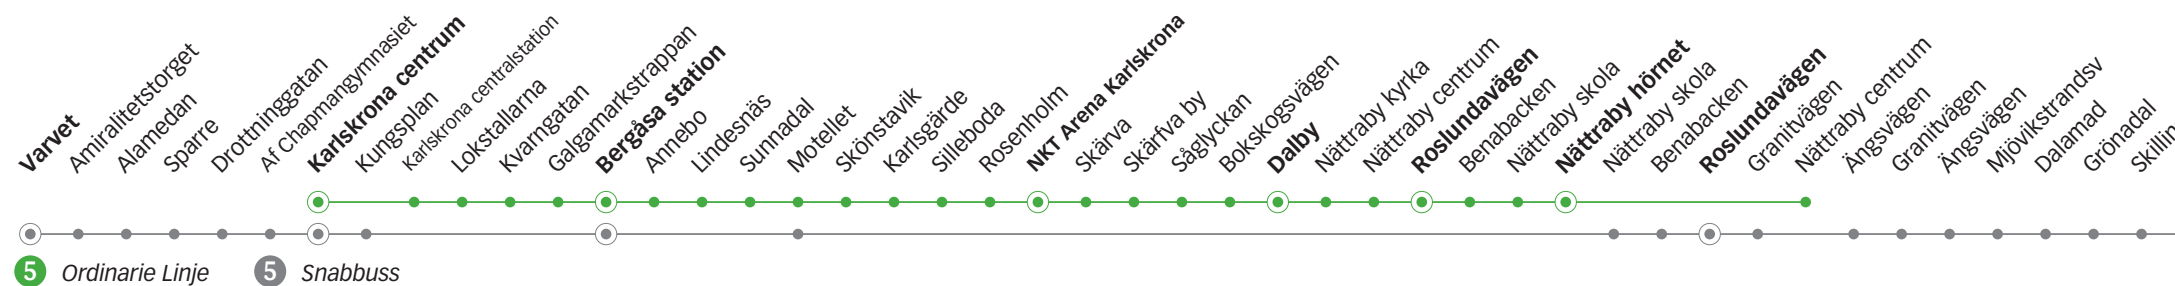 Varvet
Amiralitetstorget
Alamedan
Sparre
Drottninggatan
Af Chapmangymnasiet
Karlskrona centrum
Kungsplan
Karlskrona centralstation
Lokstallarna
Kvarngatan
Galgamarkstrappan
Bergåsa station
Annebo
Lindesnäs
Sunnadal
Motellet
Skönstavik
Karlsgärde
Silleboda
Rosenholm
NKT Arena Karlskrona
Skärva
Skärfva by
Såglyckan
Bokskogsvägen
Dalby
Nättraby kyrka
Nättraby centrum
Roslundavägen
Benabacken
Nättraby skola
Nättraby hörnet
Nättraby skola
Benabacken
Roslundavägen
Granitvägen
Nättraby centrum
Ängsvägen
Granitvägen
Ängsvägen
Mjövikstrandsv
Dalamad
Grönadal
Skillin
5 Ordinarie Linje
5 Snabbuss